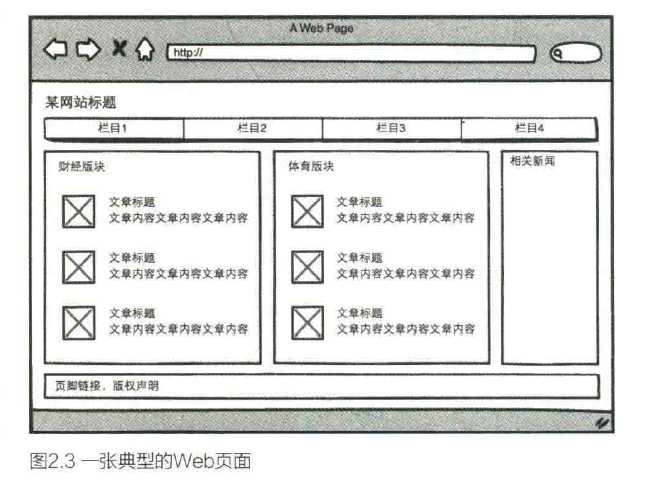 A Web Page
http://
某网站标题
栏目1 栏目2 栏目3 栏目4
财经版块
文章标题
文章内容文章内容文章内容
文章标题
文章内容文章内容文章内容
文章标题
文章内容文章内容文章内容
体育版块
文章标题
文章内容文章内容文章内容
文章标题
文章内容文章内容文章内容
文章标题
文章内容文章内容文章内容
相关新闻
页脚链接，版权声明
图2.3 一张典型的Web页面